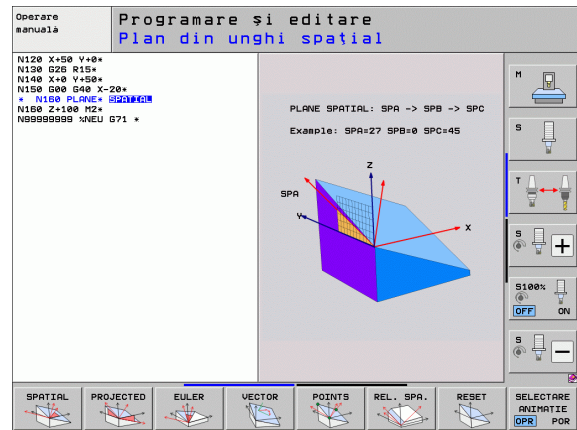 Operare
manuală
Programare și editare
Plan din unghi spațial
N120 X+50 Y+0*
N130 G26 R15*
N140 X+0 Y+50*
N150 G00 G40 X-20*
* N160 PLANE* SPATIAL
N160 Z+100 M2*
N99999999 %NEU G71 *
PLANE SPATIAL: SPA -> SPB -> SPC
Example: SPA=27 SPB=0 SPC=45
Z
SPA
Y
X
M
S
T
S
+
S100%
OFF ON
S
-
SPATIAL PROJECTED EULER VECTOR POINTS REL. SPA. RESET
SELECTARE
ANIMATIE
OPR POR